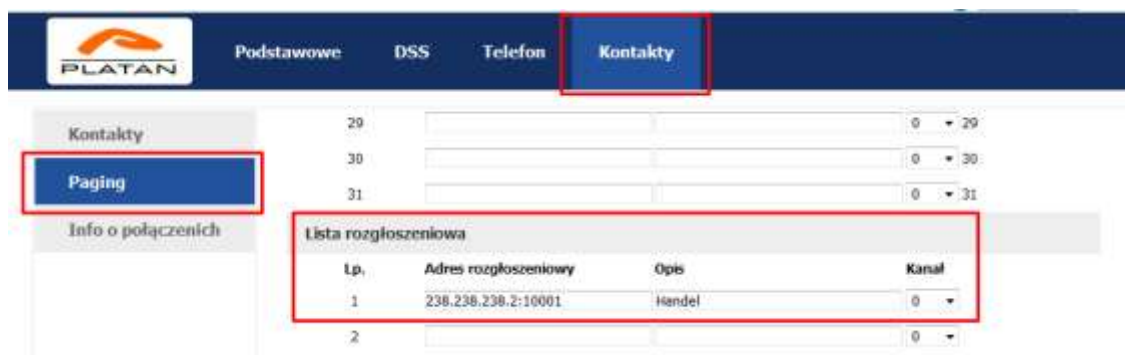 PLATAN
Podstawowe DSS Telefon Kontakty
Kontakty
Paging
Info o połączenich
29 0 29
30 0 30
31 0 31
Lista rozgłoszeniowa
Lp. Adres rozgłoszeniowy Opis Kanał
1 238.238.238.2:10001 Handel 0
2 0